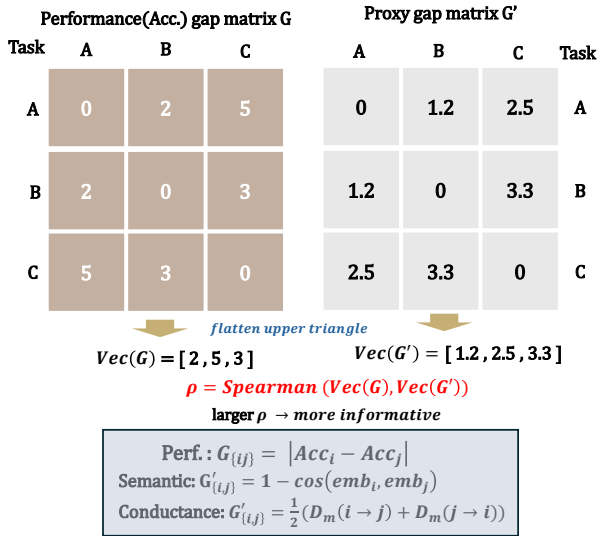 Performance(Acc.) gap matrix G
Task A B C
A 0 2 5
B 2 0 3
C 5 3 0
Proxy gap matrix G′
A B C Task
0 1.2 2.5 A
1.2 0 3.3 B
2.5 3.3 0 C
flatten upper triangle
Vec(G) = [ 2 , 5 , 3 ]
Vec(G′) = [ 1.2 , 2.5 , 3.3 ]
ρ = Spearman (Vec(G), Vec(G′))
larger ρ → more informative
Perf. : G_{ij} = |Acc_i − Acc_j|
Semantic: G′_{i,j} = 1 − cos(emb_i, emb_j)
Conductance: G′_{i,j} = 1/2 (D_m(i → j) + D_m(j → i))